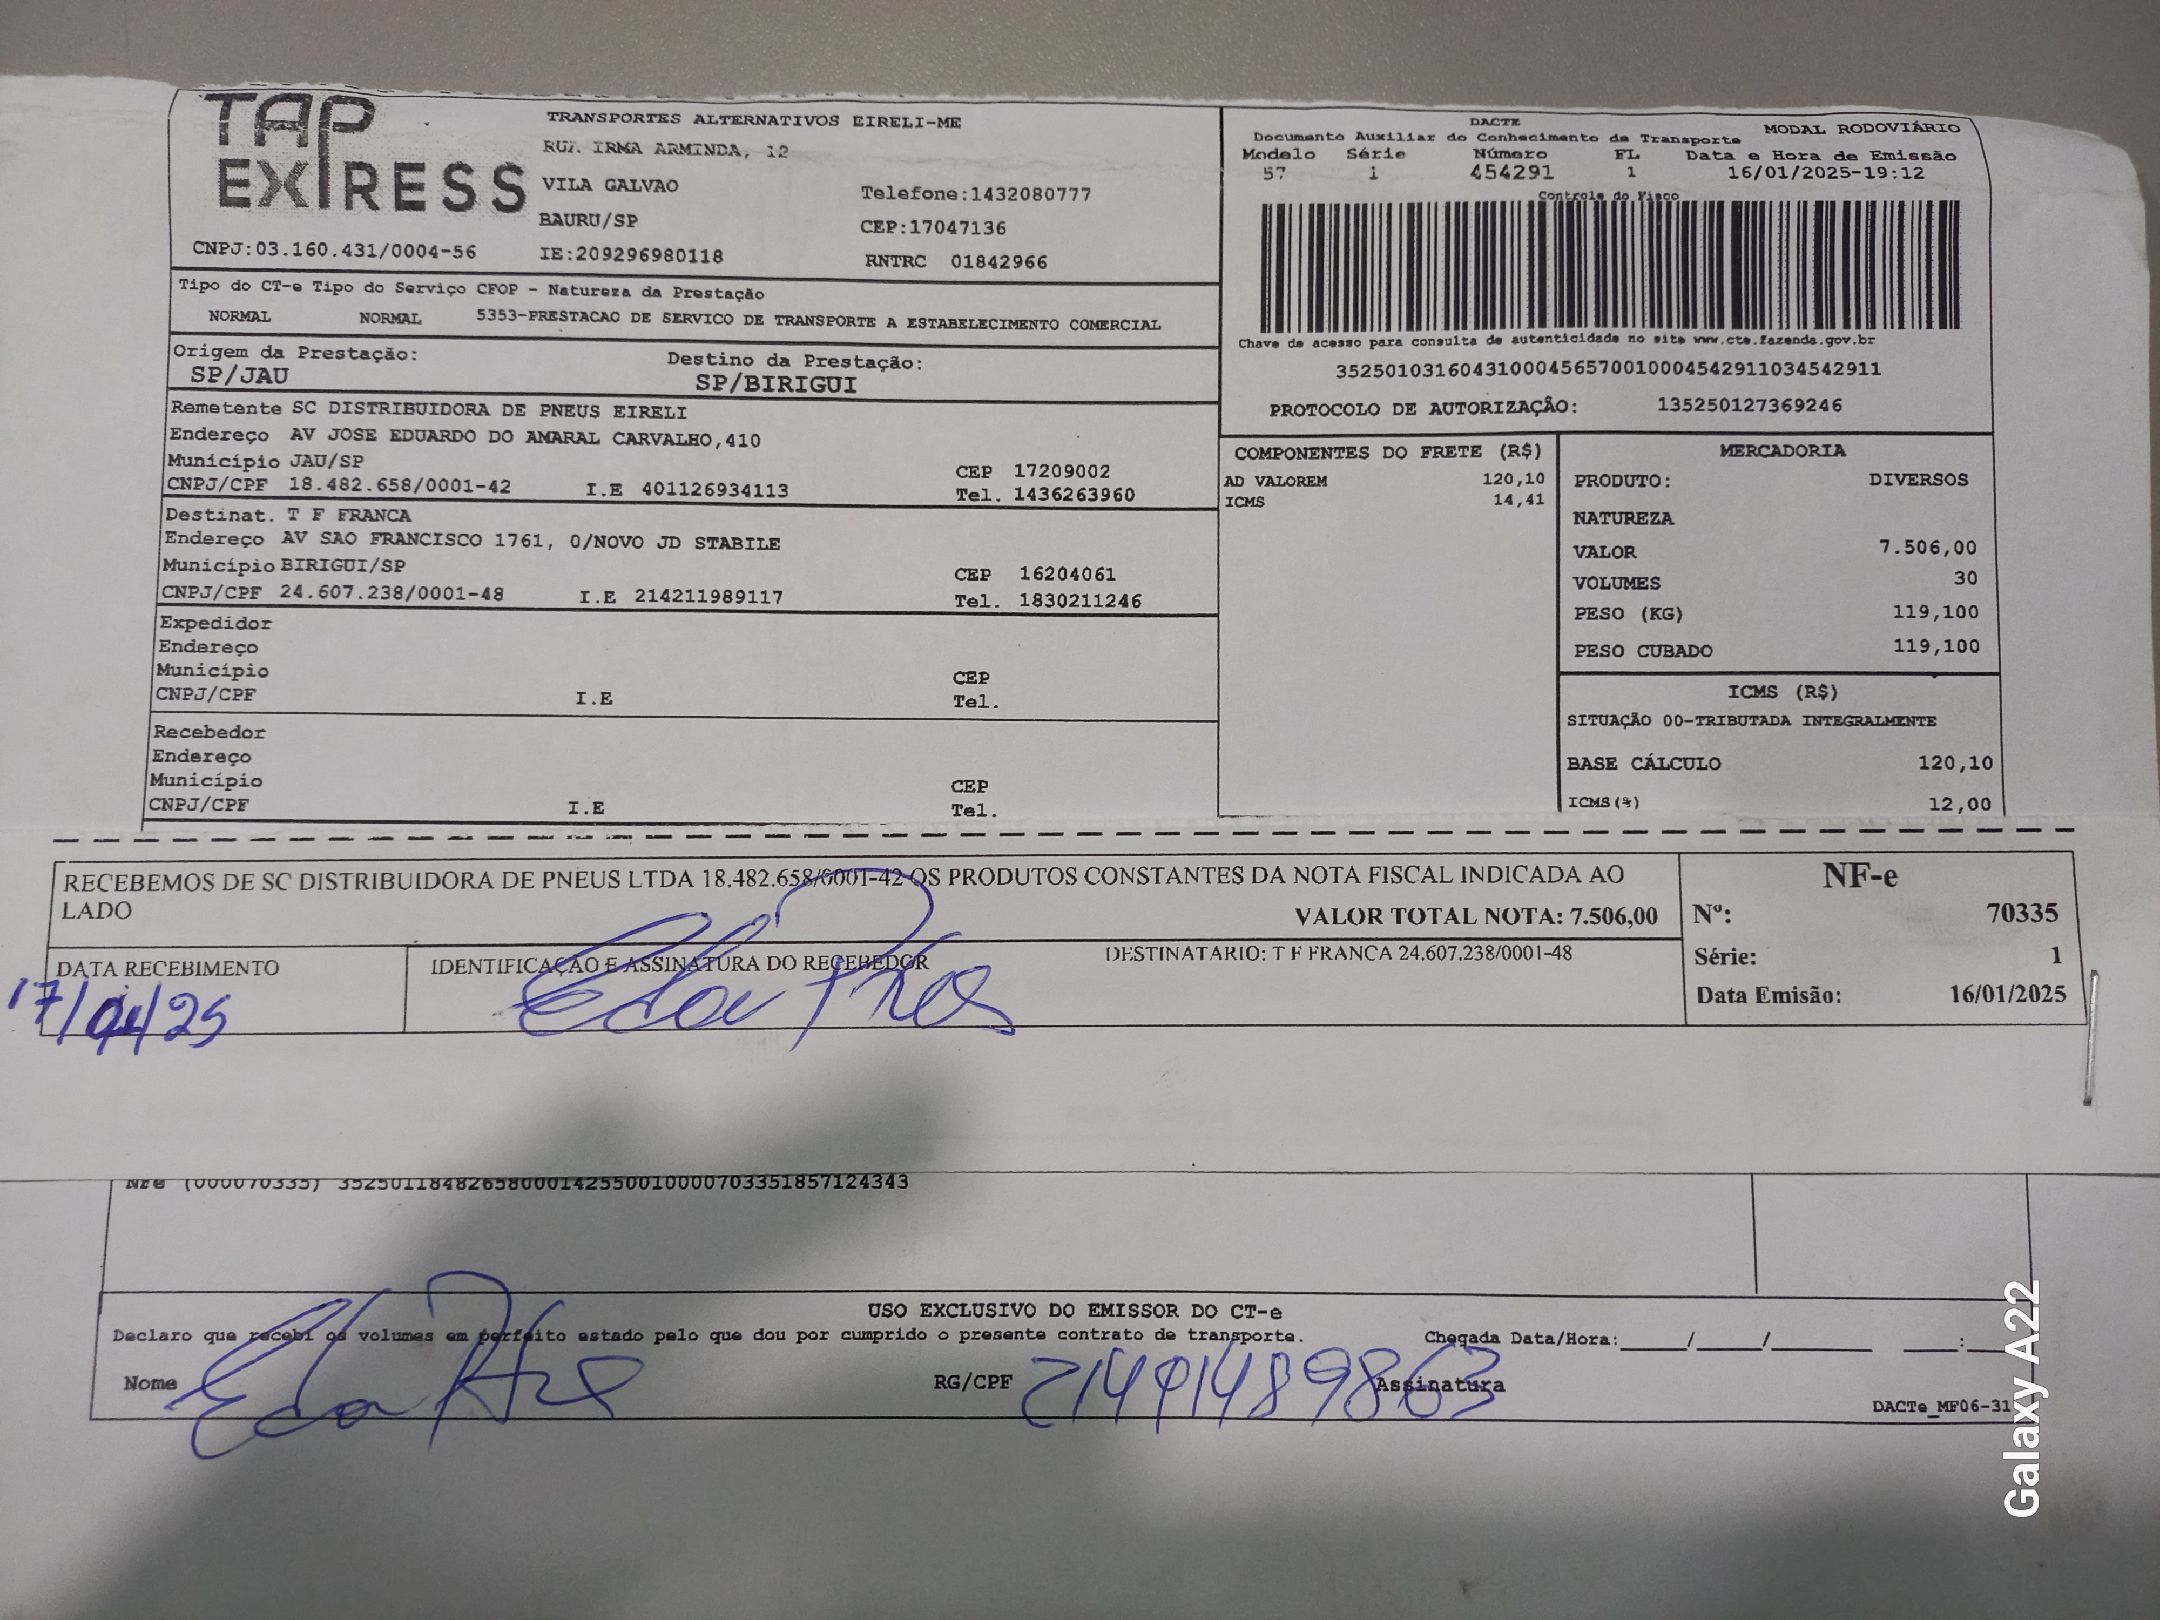 TAP
EXPRESS
TRANSPORTES ALTERNATIVOS EIRELI-ME
RUA IRMA ARMINDA, 12
VILA GALVAO
Telefone:1432080777
BAURU/SP
CEP:17047136
CNPJ:03.160.431/0004-56
IE:209296980118
RNTRC 01842966
DACTE
MODAL RODOVIÁRIO
Documento Auxiliar do Conhecimento de Transporte
Modelo Série Número FL Data e Hora de Emissão
57 1 454291 1 16/01/2025-19:12
Controle do Fisco
Chave de acesso para consulta de autenticidade no site www.cte.fazenda.gov.br
35250103160431000456570010004542911034542911
PROTOCOLO DE AUTORIZAÇÂO: 135250127369246
Tipo do CT-e Tipo do Serviço CFOP - Natureza da Prestação
NORMAL NORMAL 5353-PRESTACAO DE SERVICO DE TRANSPORTE A ESTABELECIMENTO COMERCIAL
Origem da Prestação: Destino da Prestação:
SP/JAU SP/BIRIGUI
Remetente SC DISTRIBUIDORA DE PNEUS EIRELI
Endereço AV JOSE EDUARDO DO AMARAL CARVALHO,410
Município JAU/SP CEP 17209002
CNPJ/CPF 18.482.658/0001-42 I.E 401126934113 Tel. 1436263960
Destinat. T F FRANCA
Endereço AV SAO FRANCISCO 1761, 0/NOVO JD STABILE
Município BIRIGUI/SP CEP 16204061
CNPJ/CPF 24.607.238/0001-48 I.E 214211989117 Tel. 1830211246
Expedidor
Endereço
Município CEP
CNPJ/CPF I.E Tel.
Recebedor
Endereço
Município CEP
CNPJ/CPF I.E Tel.
COMPONENTES DO FRETE (R$)
AD VALOREM 120,10
ICMS 14,41
MERCADORIA
PRODUTO: DIVERSOS
NATUREZA
VALOR 7.506,00
VOLUMES 30
PESO (KG) 119,100
PESO CUBADO 119,100
ICMS (R$)
SITUAÇÃO 00-TRIBUTADA INTEGRALMENTE
BASE CÁLCULO 120,10
ICMS(%) 12,00
RECEBEMOS DE SC DISTRIBUIDORA DE PNEUS LTDA 18.482.658/0001-42 OS PRODUTOS CONSTANTES DA NOTA FISCAL INDICADA AO
LADO
VALOR TOTAL NOTA: 7.506,00
DATA RECEBIMENTO
17/01/25
IDENTIFICAÇÃO E ASSINATURA DO RECEBEDOR
DESTINATARIO: T F FRANCA 24.607.238/0001-48
NF-e
Nº: 70335
Série: 1
Data Emisão: 16/01/2025
NFe (000070335) 35250118482658000142550010000703351857124343
USO EXCLUSIVO DO EMISSOR DO CT-e
Declaro que recebi os volumes em perfeito estado pelo que dou por cumprido o presente contrato de transporte.
Chegada Data/Hora:_____/_____/________ ____:___
Nome
RG/CPF 21491489863
Assinatura
DACTe_MF06-31
Galaxy A22